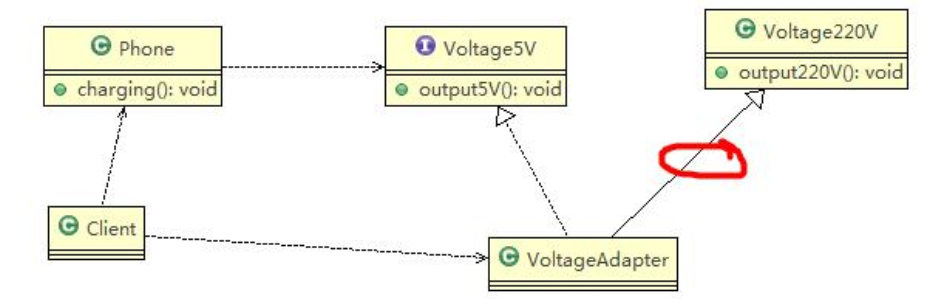 C Phone
charging(): void
I Voltage5V
output5V(): void
C Voltage220V
output220V(): void
C Client
C VoltageAdapter